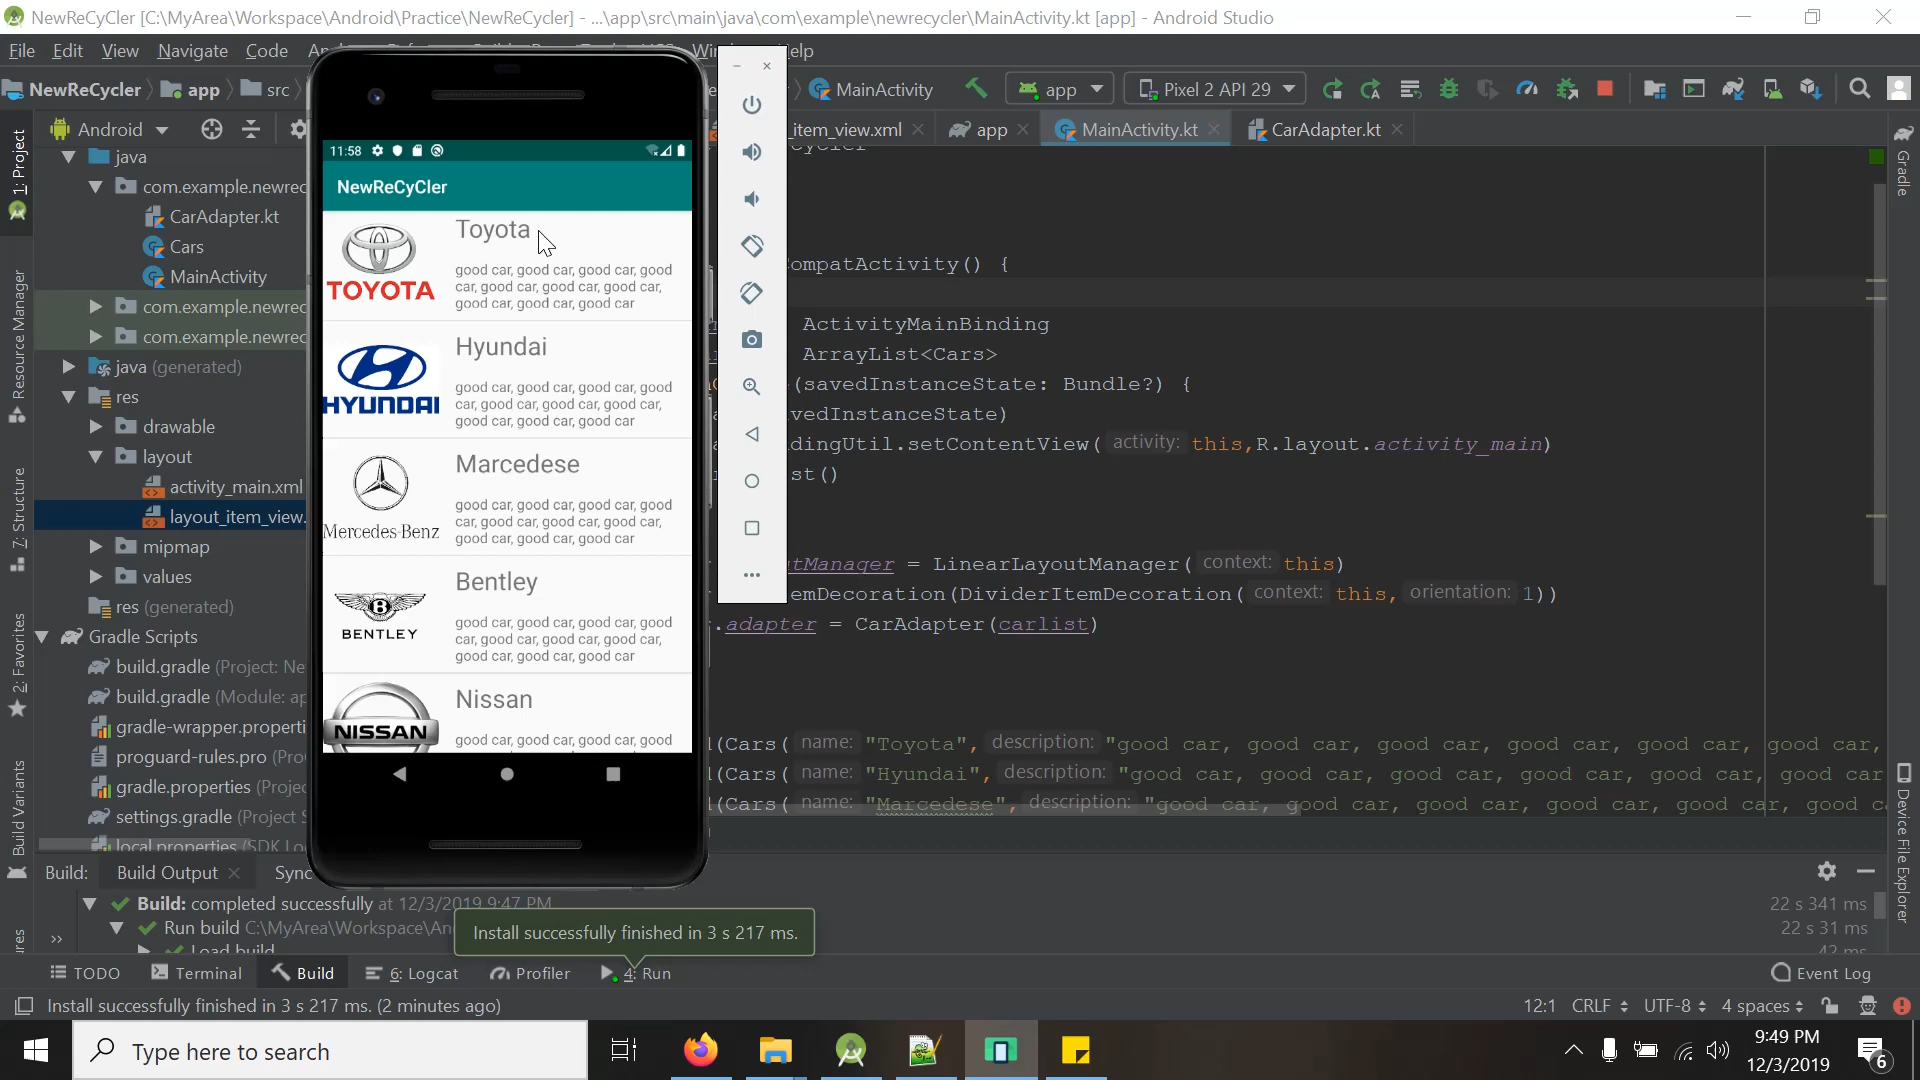 NewReCyCler [C:\MyArea\Workspace\Android\Practice\NewReCycler] - ...\app\src\main\java\com\example\newrecycler\MainActivity.kt [app] - Android Studio
File Edit View Navigate Code
NewReCycler app src MainActivity app Pixel 2 API 29
Android
item_view.xml app MainActivity.kt CarAdapter.kt
1: Project
Resource Manager
7: Structure
2: Favorites
Build Variants
java
com.example.newrec
CarAdapter.kt
Cars
MainActivity
com.example.newrec
com.example.newrec
java (generated)
res
drawable
layout
activity_main.xml
layout_item_view.
mipmap
values
res (generated)
Gradle Scripts
build.gradle (Project: Ne
build.gradle (Module: ap
gradle-wrapper.properti
proguard-rules.pro (Pro
gradle.properties (Projec
settings.gradle (Project S
local.properties (SDK Lo
11:58
NewReCyCler
TOYOTA
Toyota
good car, good car, good car, good
car, good car, good car, good car,
good car, good car, good car
HYUNDAI
Hyundai
good car, good car, good car, good
car, good car, good car, good car,
good car, good car, good car
Mercedes-Benz
Marcedese
good car, good car, good car, good
car, good car, good car, good car,
good car, good car, good car
BENTLEY
Bentley
good car, good car, good car, good
car, good car, good car, good car,
good car, good car, good car
NISSAN
Nissan
good car, good car, good car, good
CompatActivity() {
ActivityMainBinding
ArrayList<Cars>
(savedInstanceState: Bundle?) {
vedInstanceState)
dingUtil.setContentView( activity: this,R.layout.activity_main)
st()
utManager = LinearLayoutManager( context: this)
emDecoration(DividerItemDecoration( context: this, orientation: 1))
.adapter = CarAdapter(carlist)
(Cars( name: "Toyota", description: "good car, good car, good car, good car, good car, good car,
(Cars( name: "Hyundai", description: "good car, good car, good car, good car, good car, good car
(Cars( name: "Marcedese", description: "good car, good car, good car, good car, good car, good c
Gradle
Device File Explorer
Build: Build Output Sync
Build: completed successfully at 12/3/2019 9:47 PM 22 s 341 ms
Run build C:\MyArea\Workspace\An 22 s 31 ms
Load build 42 ms
Install successfully finished in 3 s 217 ms.
TODO Terminal Build 6: Logcat Profiler 4: Run Event Log
Install successfully finished in 3 s 217 ms. (2 minutes ago) 12:1 CRLF UTF-8 4 spaces
Type here to search
9:49 PM
12/3/2019
6